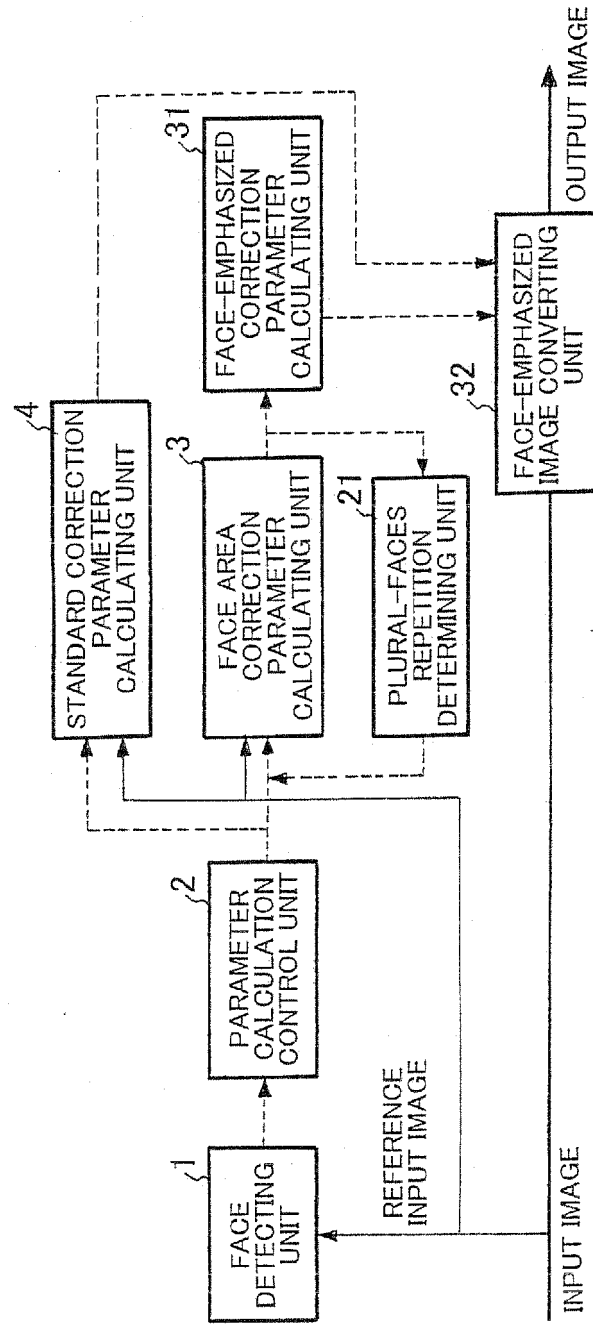 4
STANDARD CORRECTION
PARAMETER
CALCULATING UNIT
1
FACE
DETECTING
UNIT
2
PARAMETER
CALCULATION
CONTROL UNIT
3
FACE AREA
CORRECTION
PARAMETER
CALCULATING UNIT
31
FACE-EMPHASIZED
CORRECTION
PARAMETER
CALCULATING UNIT
21
PLURAL-FACES
REPETITION
DETERMINING UNIT
REFERENCE
INPUT IMAGE
32
FACE-EMPHASIZED
IMAGE CONVERTING
UNIT
INPUT IMAGE
OUTPUT IMAGE